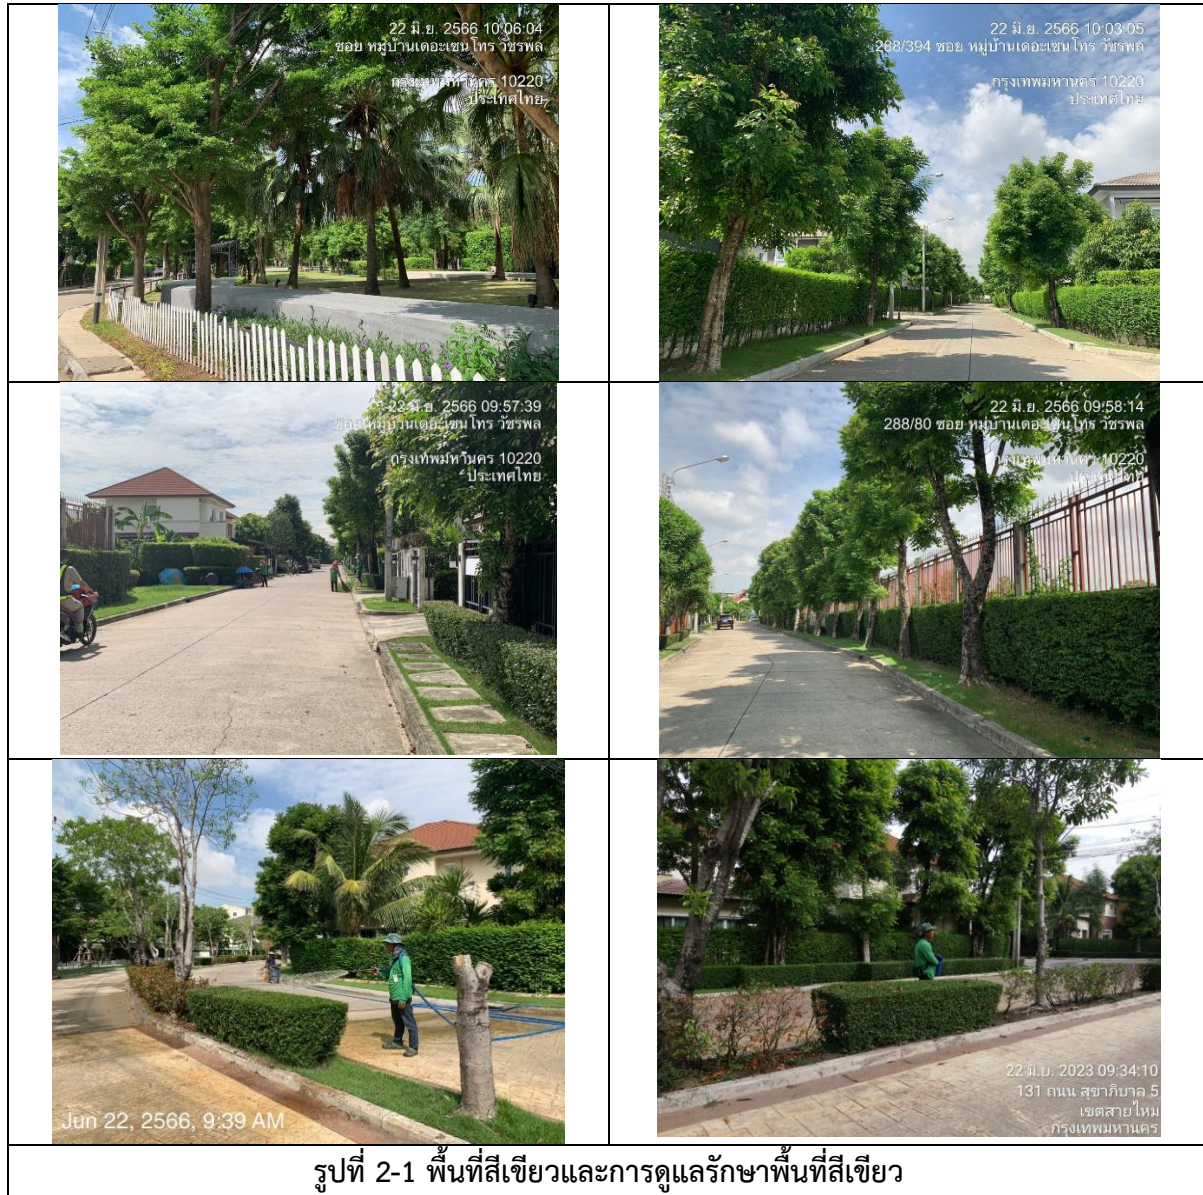 22 มิ.ย. 2566 10:06:04
ซอย หมู่บ้านเดอะเซนโทร วัชรพล
กรุงเทพมหานคร 10220
ประเทศไทย
22 มิ.ย. 2566 10:03:05
288/394 ซอย หมู่บ้านเดอะเซนโทร วัชรพล
กรุงเทพมหานคร 10220
ประเทศไทย
22 มิ.ย. 2566 09:57:39
ซอย หมู่บ้านเดอะเซนโทร วัชรพล
กรุงเทพมหานคร 10220
ประเทศไทย
22 มิ.ย. 2566 09:58:14
288/80 ซอย หมู่บ้านเดอะเซนโทร วัชรพล
กรุงเทพมหานคร 10220
ประเทศไทย
Jun 22, 2566, 9:39 AM
22 มิ.ย. 2023 09:34:10
131 ถนน สุขาภิบาล 5
เขตสายไหม
กรุงเทพมหานคร
รูปที่ 2-1 พื้นที่สีเขียวและการดูแลรักษาพื้นที่สีเขียว